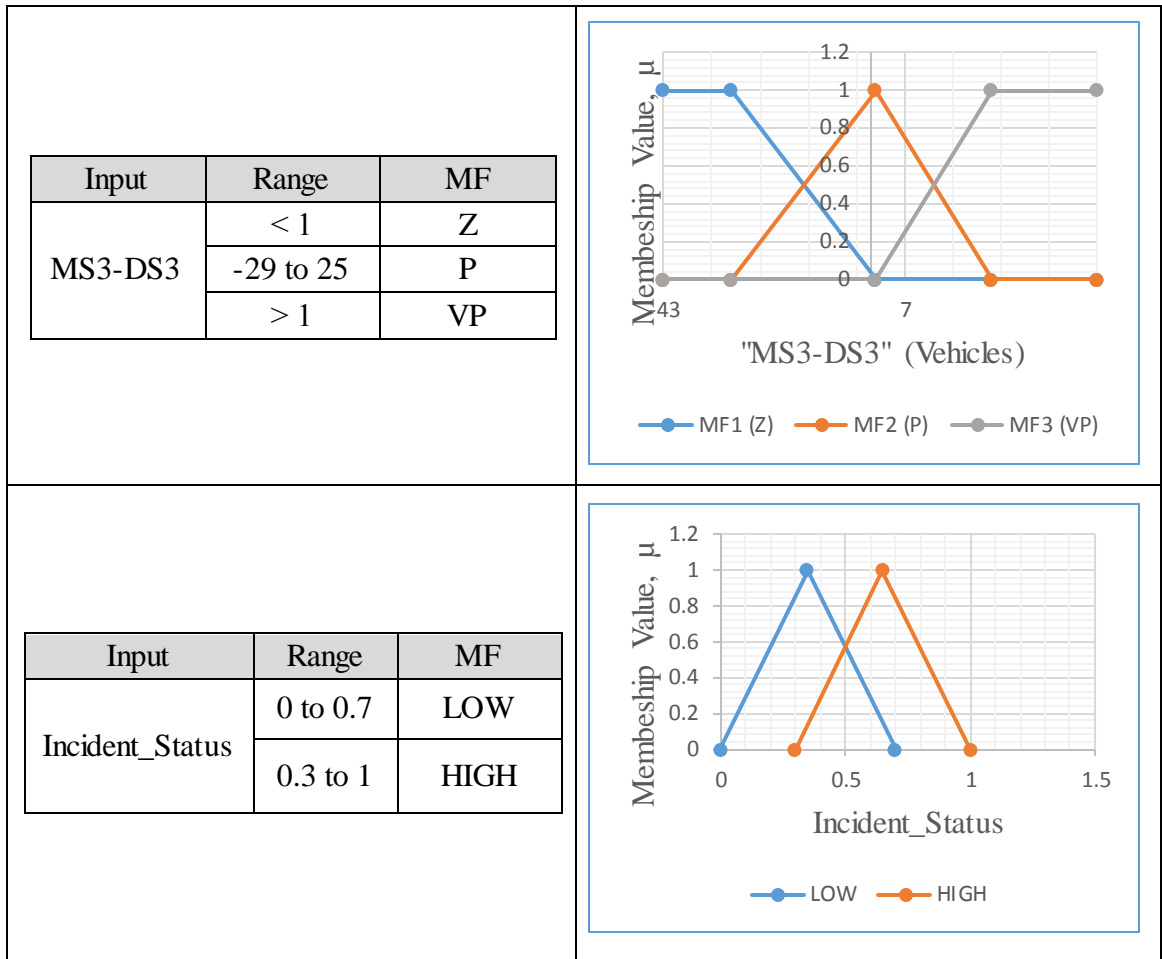 Input Range MF
MS3-DS3
< 1 Z
-29 to 25 P
> 1 VP
Membeship Value, µ
1.2
1
0.8
0.6
0.4
0.2
0
-43 7
"MS3-DS3" (Vehicles)
MF1 (Z) MF2 (P) MF3 (VP)
Input Range MF
Incident_Status
0 to 0.7 LOW
0.3 to 1 HIGH
Membeship Value, µ
1.2
1
0.8
0.6
0.4
0.2
0
0 0.5 1 1.5
Incident_Status
LOW HIGH